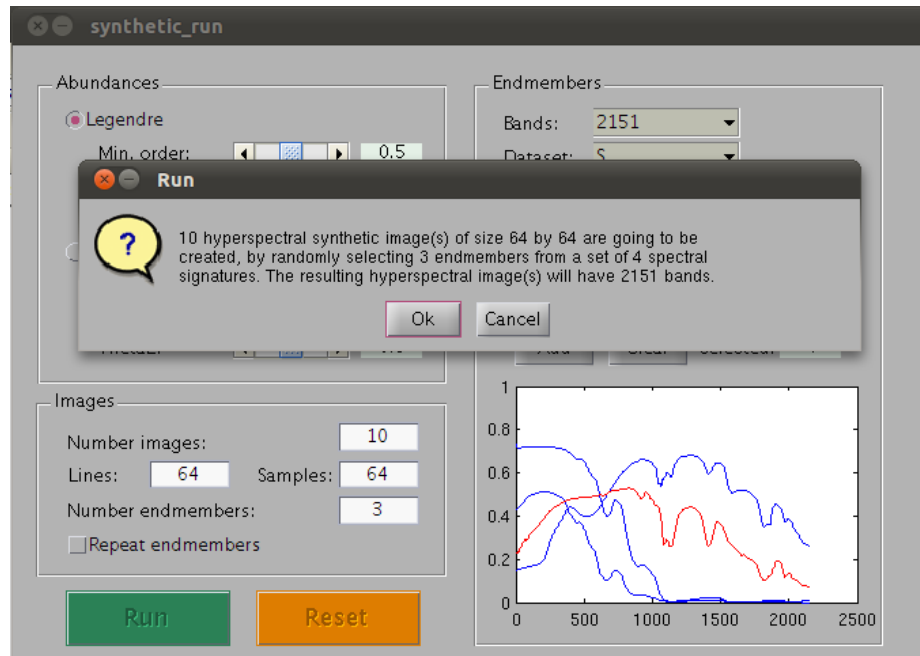 synthetic_run
Abundances
Legendre
Min. order:
0.5
Endmembers
Bands: 2151
Dataset: S
Run
?
10 hyperspectral synthetic image(s) of size 64 by 64 are going to be
created, by randomly selecting 3 endmembers from a set of 4 spectral
signatures. The resulting hyperspectral image(s) will have 2151 bands.
Ok
Cancel
Images
Number images: 10
Lines: 64 Samples: 64
Number endmembers: 3
Repeat endmembers
Run
Reset
1
0.8
0.6
0.4
0.2
0
0 500 1000 1500 2000 2500